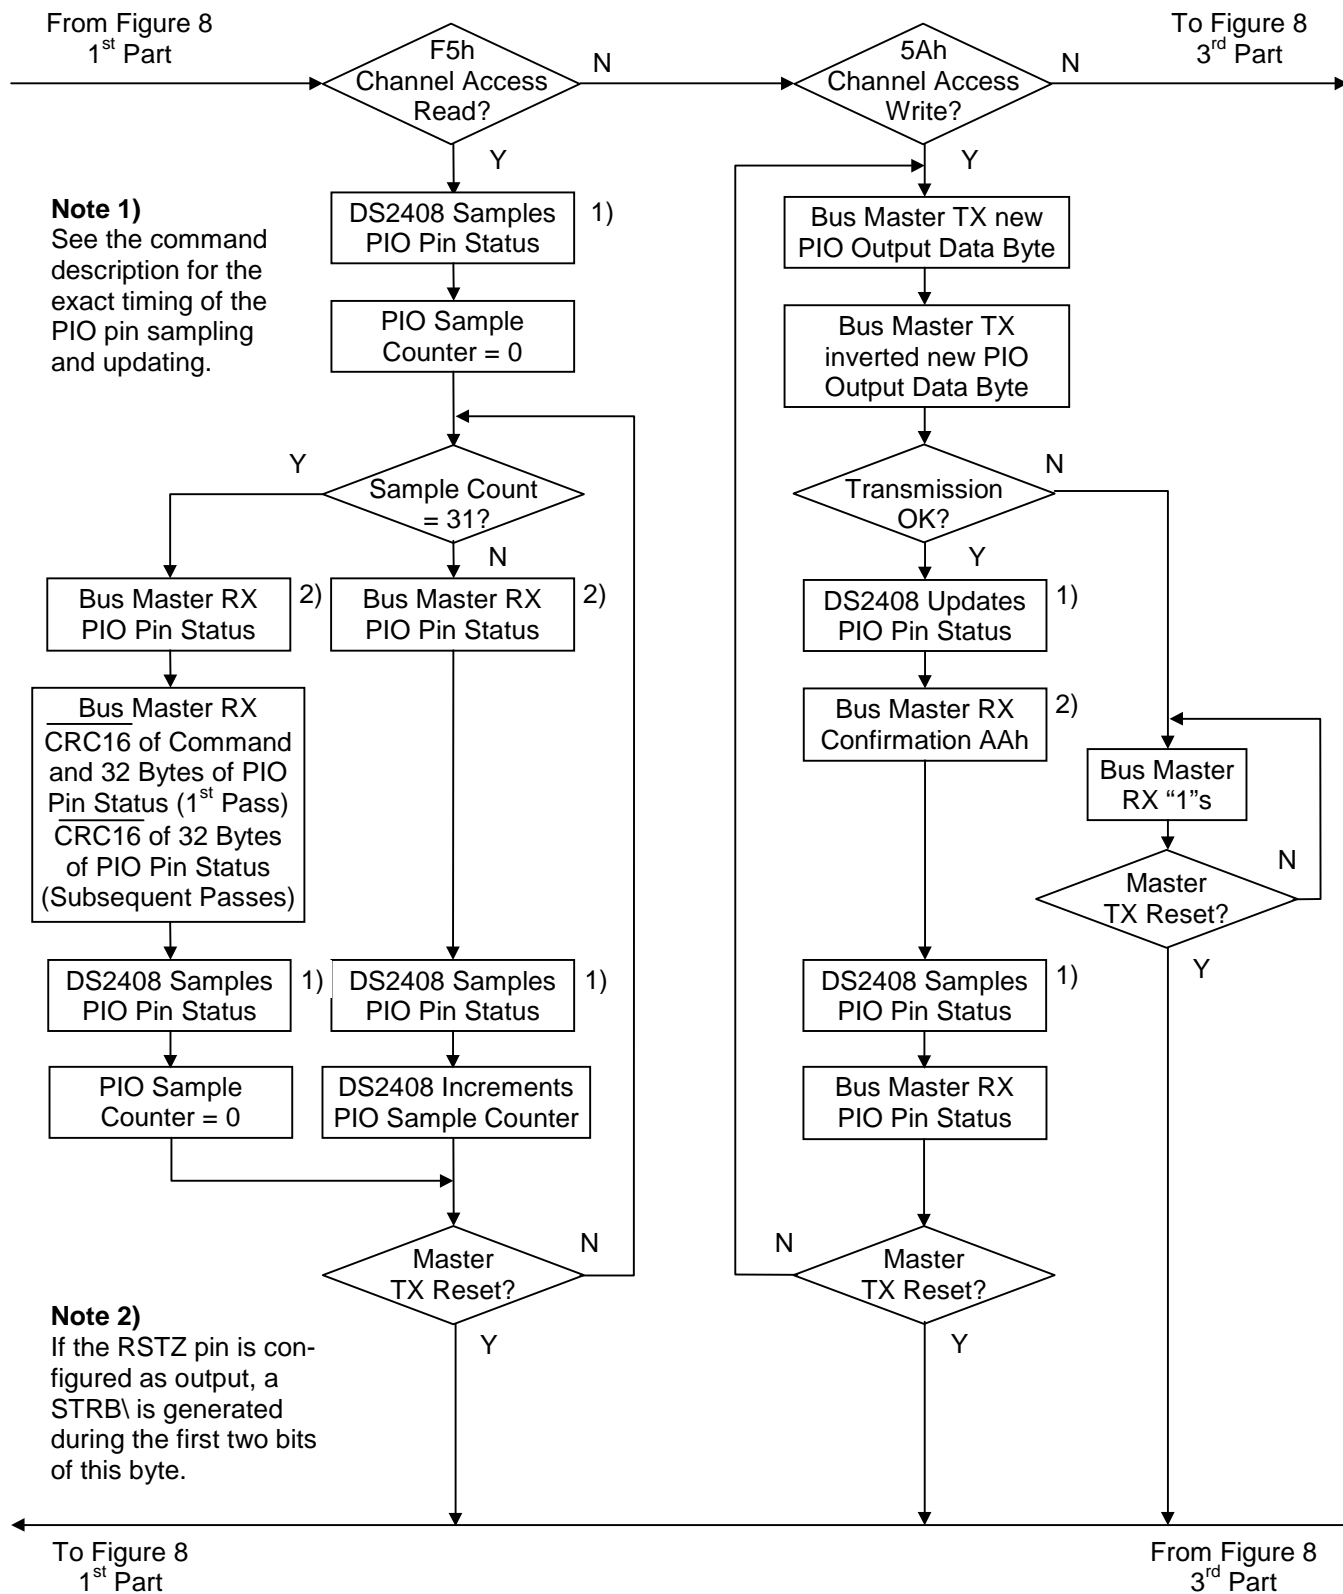 From Figure 8
1st Part
F5h
Channel Access
Read?
N
5Ah
Channel Access
Write?
N
To Figure 8
3rd Part
Y
Y
Note 1)
See the command
description for the
exact timing of the
PIO pin sampling
and updating.
DS2408 Samples
PIO Pin Status
1)
PIO Sample
Counter = 0
Y
Sample Count
= 31?
N
Bus Master RX
PIO Pin Status
2)
Bus Master RX
PIO Pin Status
2)
Bus Master RX
CRC16 of Command
and 32 Bytes of PIO
Pin Status (1st Pass)
CRC16 of 32 Bytes
of PIO Pin Status
(Subsequent Passes)
DS2408 Samples
PIO Pin Status
1)
DS2408 Samples
PIO Pin Status
1)
PIO Sample
Counter = 0
DS2408 Increments
PIO Sample Counter
Master
TX Reset?
N
Y
Bus Master TX new
PIO Output Data Byte
Bus Master TX
inverted new PIO
Output Data Byte
Transmission
OK?
N
Y
DS2408 Updates
PIO Pin Status
1)
Bus Master RX
Confirmation AAh
2)
Bus Master
RX “1”s
Master
TX Reset?
N
Y
DS2408 Samples
PIO Pin Status
1)
Bus Master RX
PIO Pin Status
N
Master
TX Reset?
Y
Note 2)
If the RSTZ pin is con-
figured as output, a
STRB\ is generated
during the first two bits
of this byte.
To Figure 8
1st Part
From Figure 8
3rd Part